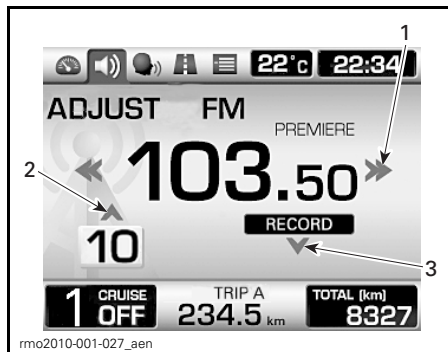 1
22°c 22:34
ADJUST FM
PREMIERE
103.50
2
10
RECORD
3
1 CRUISE OFF
TRIP A
234.5 km
TOTAL [km]
8327
rmo2010-001-027_aen